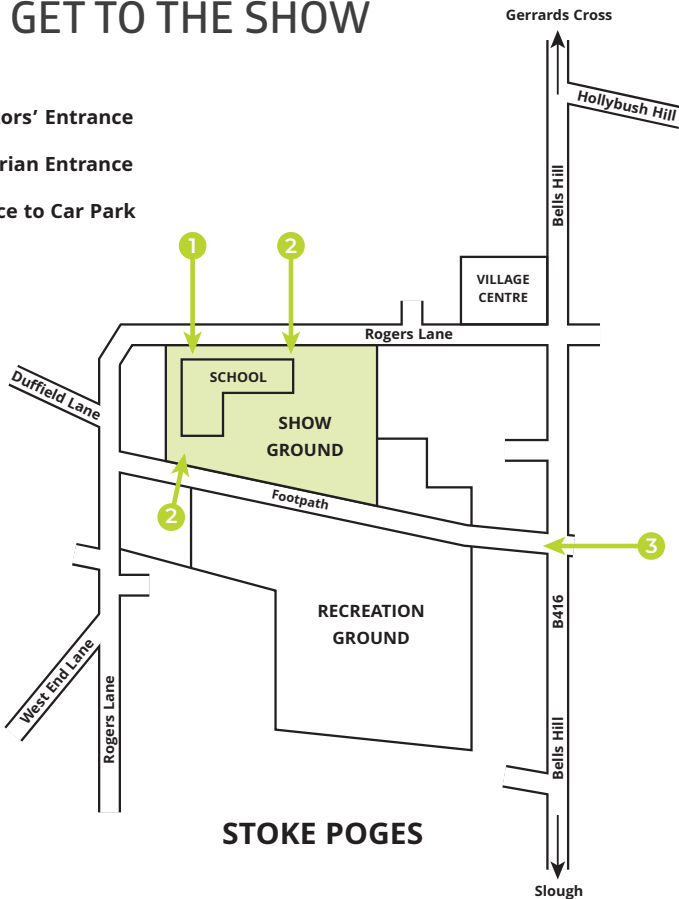 GET TO THE SHOW
Gerrards Cross
Hollybush Hill
ors' Entrance
rian Entrance
ce to Car Park
Bells Hill
1
2
VILLAGE
CENTRE
Rogers Lane
SCHOOL
Duffield Lane
SHOW
GROUND
Footpath
2
3
B416
RECREATION
GROUND
West End Lane
Rogers Lane
Bells Hill
STOKE POGES
Slough